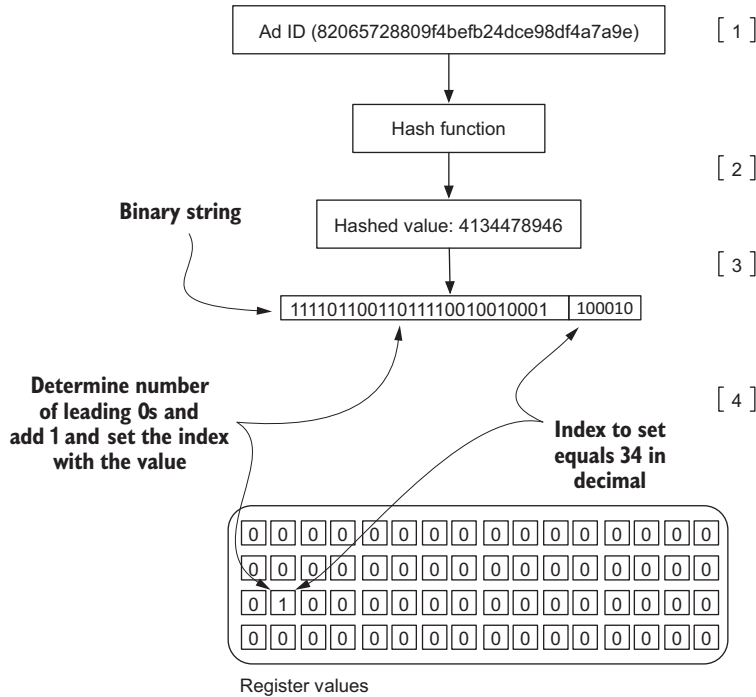 Ad ID (82065728809f4befb24dce98df4a7a9e)
[ 1 ]
Hash function
[ 2 ]
Binary string
Hashed value: 4134478946
[ 3 ]
11110110011011110010010001 100010
Determine number
of leading 0s and
add 1 and set the index
with the value
[ 4 ]
Index to set
equals 34 in
decimal
0 0 0 0 0 0 0 0 0 0 0 0 0 0 0 0
0 0 0 0 0 0 0 0 0 0 0 0 0 0 0 0
0 1 0 0 0 0 0 0 0 0 0 0 0 0 0 0
0 0 0 0 0 0 0 0 0 0 0 0 0 0 0 0
Register values